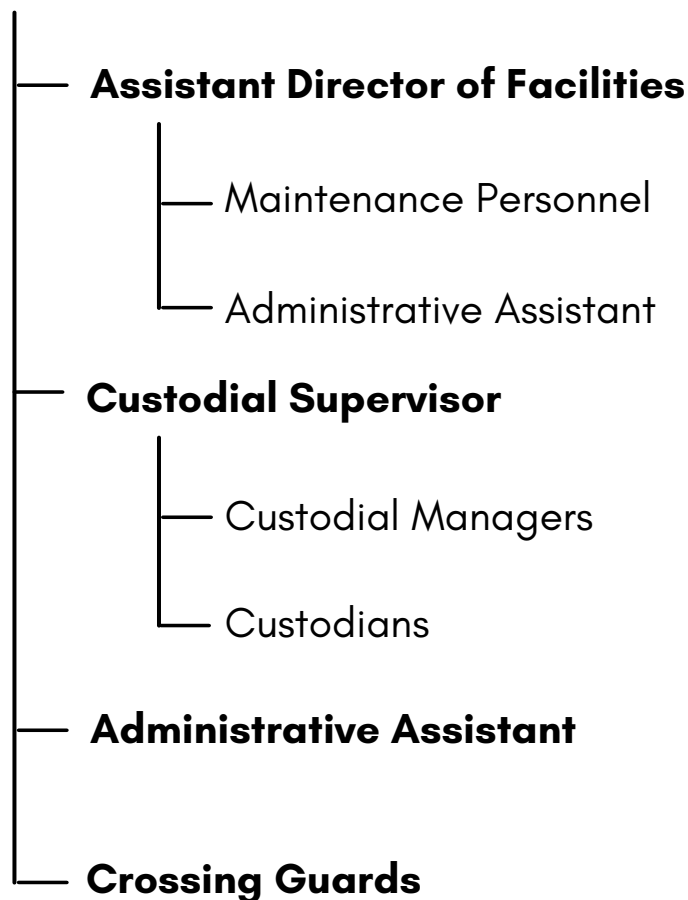 Assistant Director of Facilities
Maintenance Personnel
Administrative Assistant
Custodial Supervisor
Custodial Managers
Custodians
Administrative Assistant
Crossing Guards